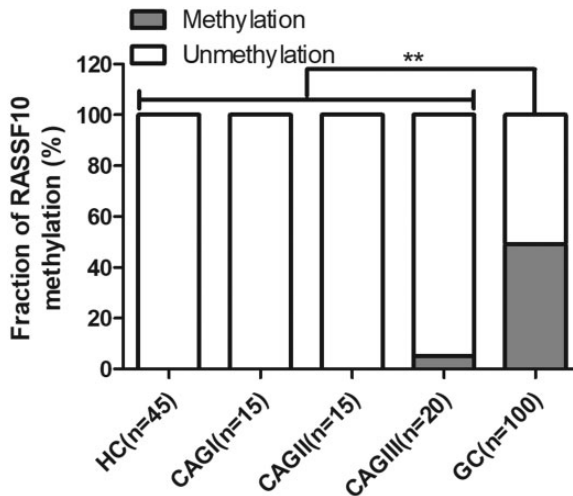 Methylation
Unmethylation
**
Fraction of RASSF10
methylation (%)
120
100
80
60
40
20
0
HC(n=45)
CAGI(n=15)
CAGII(n=15)
CAGIII(n=20)
GC(n=100)